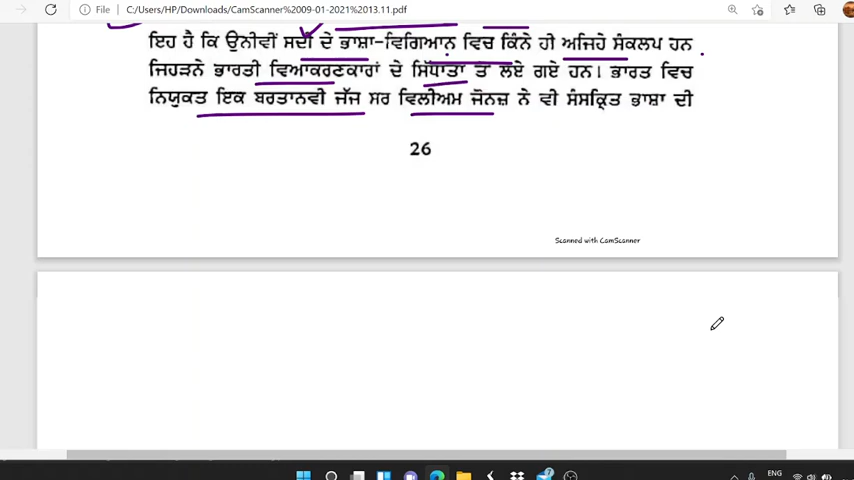 File
C:/Users/HP/Downloads/CamScanner%2009-01-2021%2013.11.pdf
ਇਹ ਹੈ ਕਿ ਉਨੀਵੀਂ ਸਦੀ ਦੇ ਭਾਸ਼ਾ-ਵਿਗਿਆਨ ਵਿਚ ਕਿੰਨੇ ਹੀ ਅਜਿਹੇ ਸੰਕਲਪ ਹਨ
ਜਿਹੜਨੇ ਭਾਰਤੀ ਵਿਆਕਰਣਕਾਰਾਂ ਦੇ ਸਿਧਾਤਾ ਤੋਂ ਲਏ ਗਏ ਹਨ। ਭਾਰਤ ਵਿਚ
ਨਿਯੁਕਤ ਇਕ ਬਰਤਾਨਵੀ ਜੱਜ ਸਰ ਵਿਲੀਅਮ ਜੋਨਜ਼ ਨੇ ਵੀ ਸੰਸਕ੍ਰਿਤ ਭਾਸ਼ਾ ਦੀ
26
Scanned with CamScanner
ENG